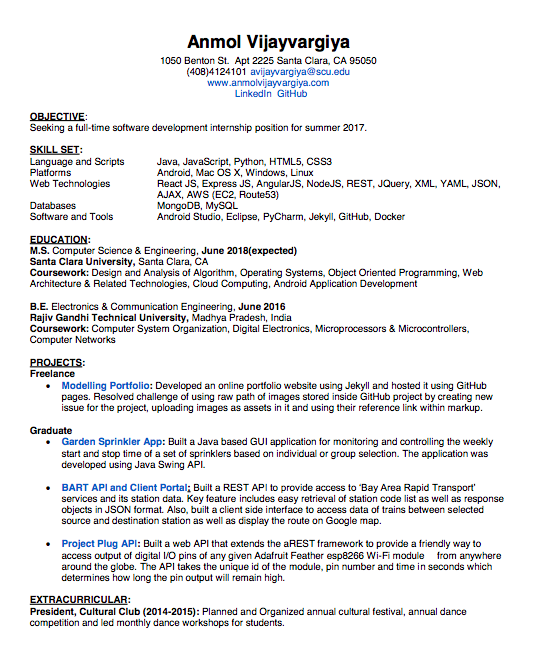 Anmol Vijayvargiya
1050 Benton St.  Apt 2225 Santa Clara, CA 95050
(408)4124101 avijayvargiya@scu.edu
www.anmolvijayvargiya.com
LinkedIn  GitHub
OBJECTIVE:
Seeking a full-time software development internship position for summer 2017.
SKILL SET:
Language and Scripts Java, JavaScript, Python, HTML5, CSS3
Platforms Android, Mac OS X, Windows, Linux
Web Technologies React JS, Express JS, AngularJS, NodeJS, REST, JQuery, XML, YAML, JSON,
AJAX, AWS (EC2, Route53)
Databases MongoDB, MySQL
Software and Tools Android Studio, Eclipse, PyCharm, Jekyll, GitHub, Docker
EDUCATION:
M.S. Computer Science & Engineering, June 2018(expected)
Santa Clara University, Santa Clara, CA
Coursework: Design and Analysis of Algorithm, Operating Systems, Object Oriented Programming, Web
Architecture & Related Technologies, Cloud Computing, Android Application Development
B.E. Electronics & Communication Engineering, June 2016
Rajiv Gandhi Technical University, Madhya Pradesh, India
Coursework: Computer System Organization, Digital Electronics, Microprocessors & Microcontrollers,
Computer Networks
PROJECTS:
Freelance
• Modelling Portfolio: Developed an online portfolio website using Jekyll and hosted it using GitHub
pages. Resolved challenge of using raw path of images stored inside GitHub project by creating new
issue for the project, uploading images as assets in it and using their reference link within markup.
Graduate
• Garden Sprinkler App: Built a Java based GUI application for monitoring and controlling the weekly
start and stop time of a set of sprinklers based on individual or group selection. The application was
developed using Java Swing API.
• BART API and Client Portal: Built a REST API to provide access to 'Bay Area Rapid Transport'
services and its station data. Key feature includes easy retrieval of station code list as well as response
objects in JSON format. Also, built a client side interface to access data of trains between selected
source and destination station as well as display the route on Google map.
• Project Plug API: Built a web API that extends the aREST framework to provide a friendly way to
access output of digital I/O pins of any given Adafruit Feather esp8266 Wi-Fi module from anywhere
around the globe. The API takes the unique id of the module, pin number and time in seconds which
determines how long the pin output will remain high.
EXTRACURRICULAR:
President, Cultural Club (2014-2015): Planned and Organized annual cultural festival, annual dance
competition and led monthly dance workshops for students.